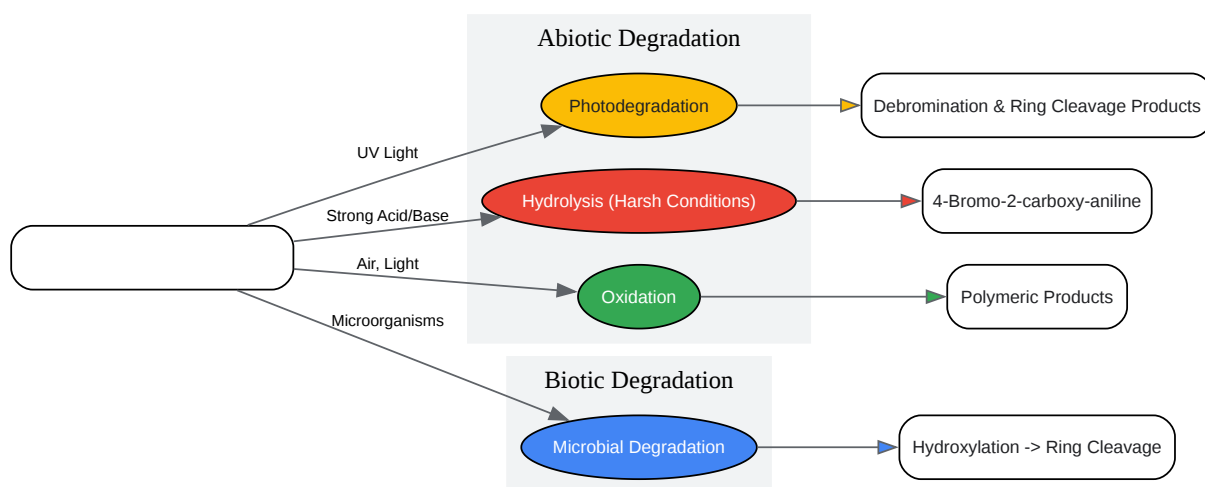 Abiotic Degradation
Photodegradation
Debromination & Ring Cleavage Products
UV Light
Hydrolysis (Harsh Conditions)
4-Bromo-2-carboxy-aniline
Strong Acid/Base
Air, Light
Oxidation
Polymeric Products
Microorganisms
Biotic Degradation
Microbial Degradation
Hydroxylation -> Ring Cleavage